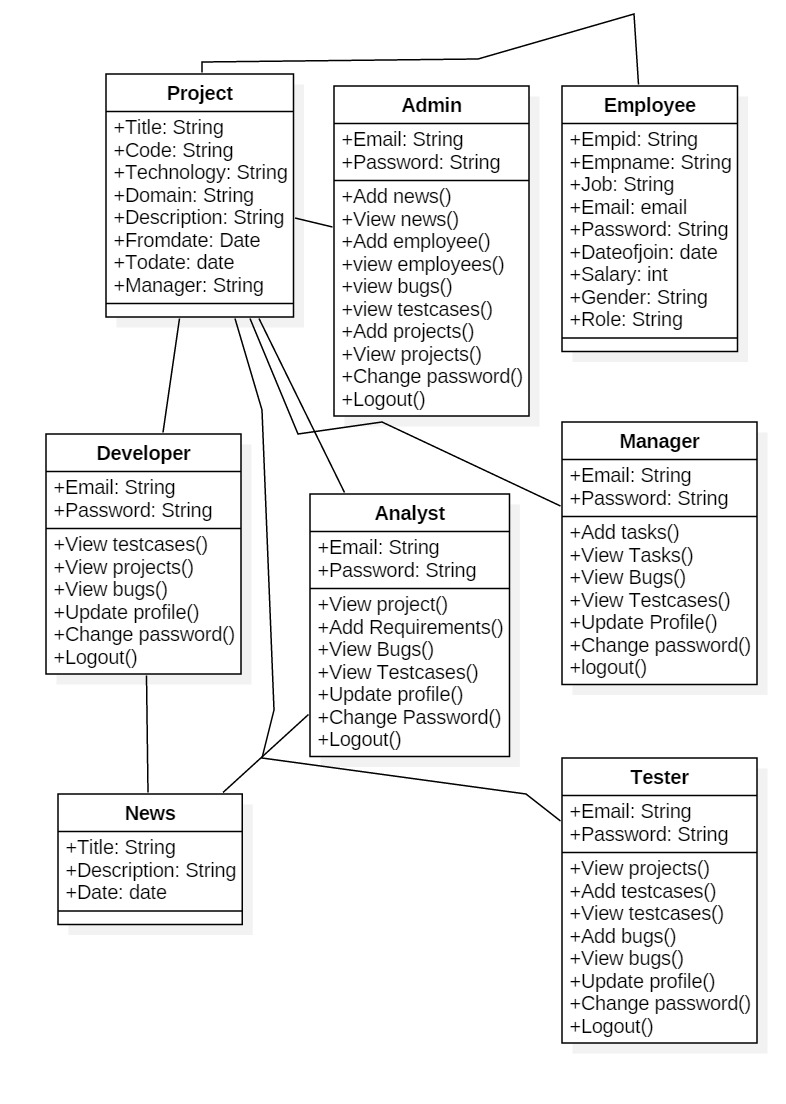 Project
+Title: String
+Code: String
+Technology: String
+Domain: String
+Description: String
+Fromdate: Date
+Todate: date
+Manager: String
Admin
+Email: String
+Password: String
+Add news()
+View news()
+Add employee()
+view employees()
+view bugs()
+view testcases()
+Add projects()
+View projects()
+Change password()
+Logout()
Employee
+Empid: String
+Empname: String
+Job: String
+Email: email
+Password: String
+Dateofjoin: date
+Salary: int
+Gender: String
+Role: String
Developer
+Email: String
+Password: String
+View testcases()
+View projects()
+View bugs()
+Update profile()
+Change password()
+Logout()
Analyst
+Email: String
+Password: String
+View project()
+Add Requirements()
+View Bugs()
+View Testcases()
+Update profile()
+Change Password()
+Logout()
Manager
+Email: String
+Password: String
+Add tasks()
+View Tasks()
+View Bugs()
+View Testcases()
+Update Profile()
+Change password()
+logout()
News
+Title: String
+Description: String
+Date: date
Tester
+Email: String
+Password: String
+View projects()
+Add testcases()
+View testcases()
+Add bugs()
+View bugs()
+Update profile()
+Change password()
+Logout()